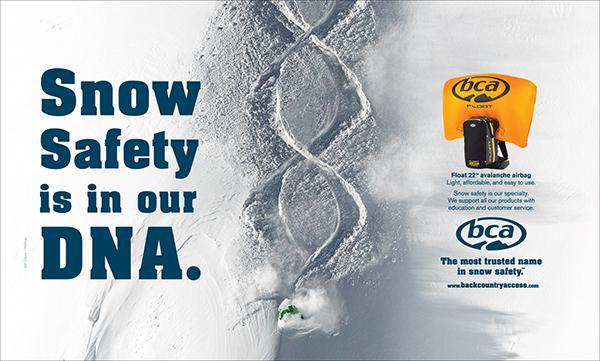 Snow
Safety
is in our
DNA.
bca
FLOAT
Float 22™ avalanche airbag
Light, affordable, and easy to use.
Snow safety is our specialty.
We support all our products with
education and customer service.
bca
The most trusted name
in snow safety.™
www.backcountryaccess.com